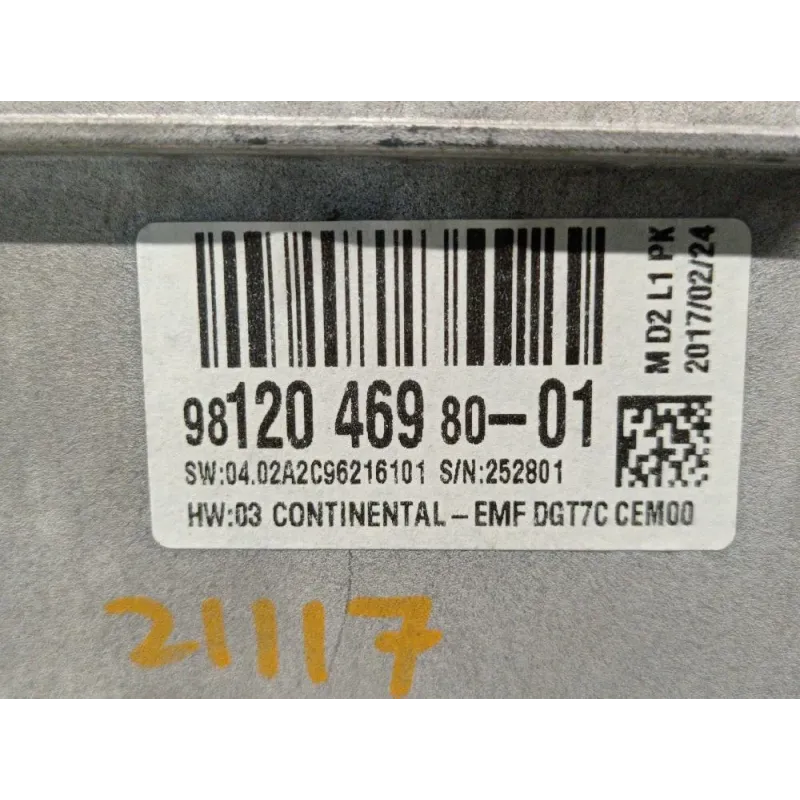 98120 469 80-01
SW:04.02A2C96216101 S/N:252801
HW:03 CONTINENTAL-EMF DGT7C CEM00
M D2 L1 PK
2017/02/24
21117